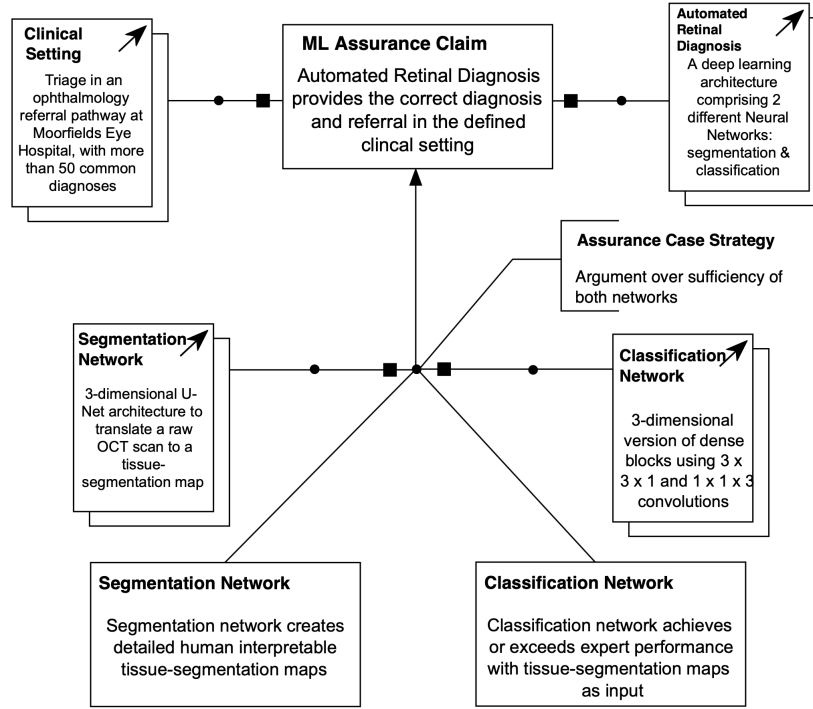 Clinical
Setting
Triage in an
ophthalmology
referral pathway at
Moorfields Eye
Hospital, with more
than 50 common
diagnoses
ML Assurance Claim
Automated Retinal Diagnosis
provides the correct diagnosis
and referral in the defined
clincal setting
Automated
Retinal
Diagnosis
A deep learning
architecture
comprising 2
different Neural
Networks:
segmentation &
classification
Assurance Case Strategy
Argument over sufficiency of
both networks
Segmentation
Network
3-dimensional U-
Net architecture to
translate a raw
OCT scan to a
tissue-
segmentation map
Classification
Network
3-dimensional
version of dense
blocks using 3 x
3 x 1 and 1 x 1 x 3
convolutions
Segmentation Network
Segmentation network creates
detailed human interpretable
tissue-segmentation maps
Classification Network
Classification network achieves
or exceeds expert performance
with tissue-segmentation maps
as input